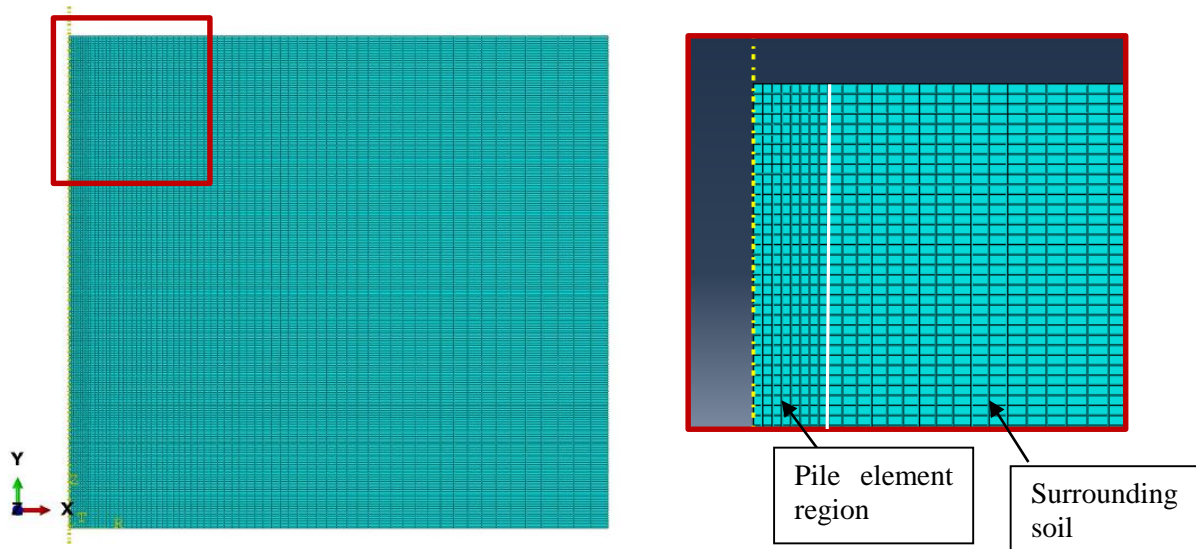 Y
Z
Z
X
T
R
Pile element
region
Surrounding
soil